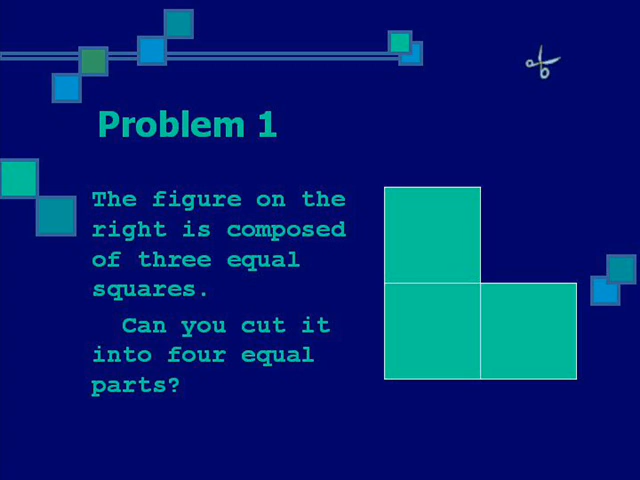 Problem 1
The figure on the
right is composed
of three equal
squares.
Can you cut it
into four equal
parts?